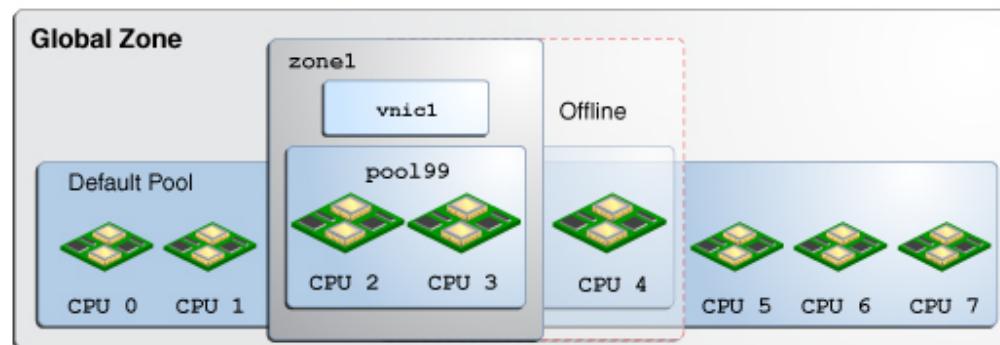 Global Zone
zone1
vnic1
Offline
Default Pool
pool99
CPU 0
CPU 1
CPU 2
CPU 3
CPU 4
CPU 5
CPU 6
CPU 7